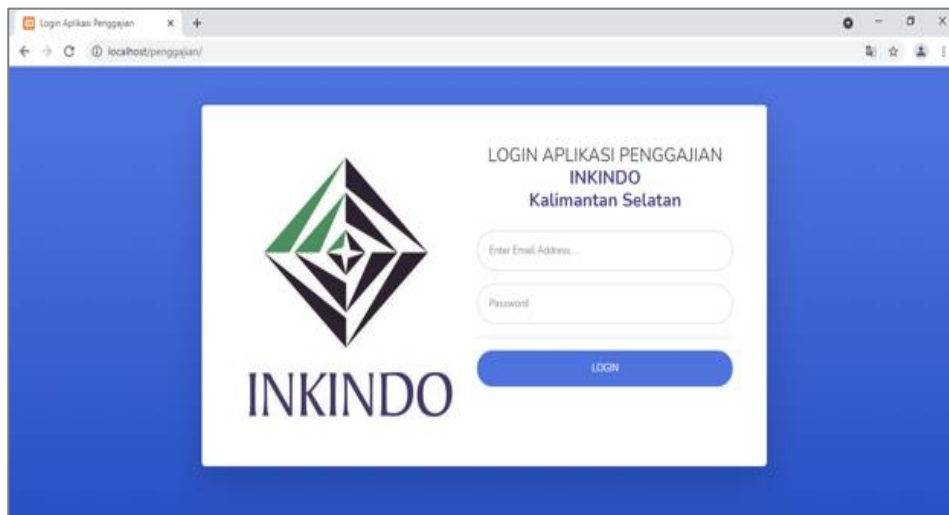 Login Aplikasi Penggajian
localhost/penggajian/
LOGIN APLIKASI PENGGAJIAN
INKINDO
Kalimantan Selatan
Enter Email Address...
Password
LOGIN
INKINDO